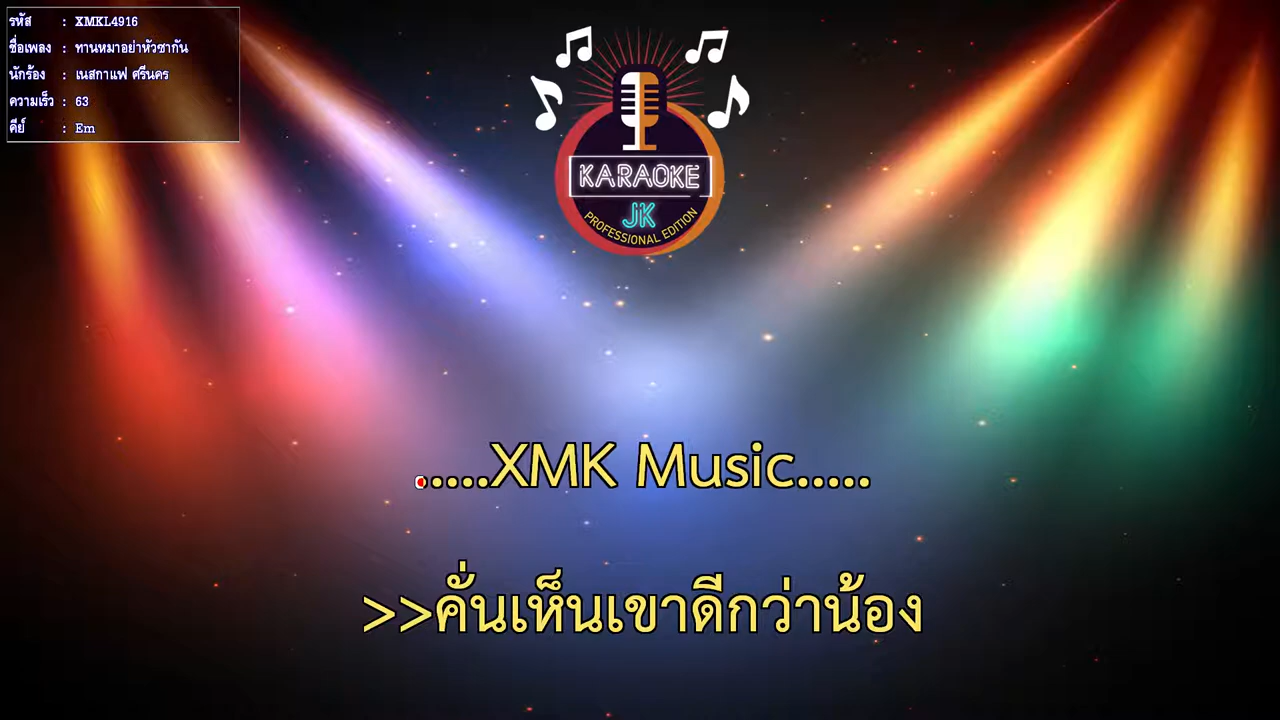 รหัส : XMKL4916
ชื่อเพลง : ทานหมาอย่าหัวซากัน
นักร้อง : เนสกาแฟ ศรีนคร
ความเร็ว : 63
คีย์ : Em
KARAOKE
JK
PROFESSIONAL EDITION
.....XMK Music.....
>>คั่นเห็นเขาดีกว่าน้อง